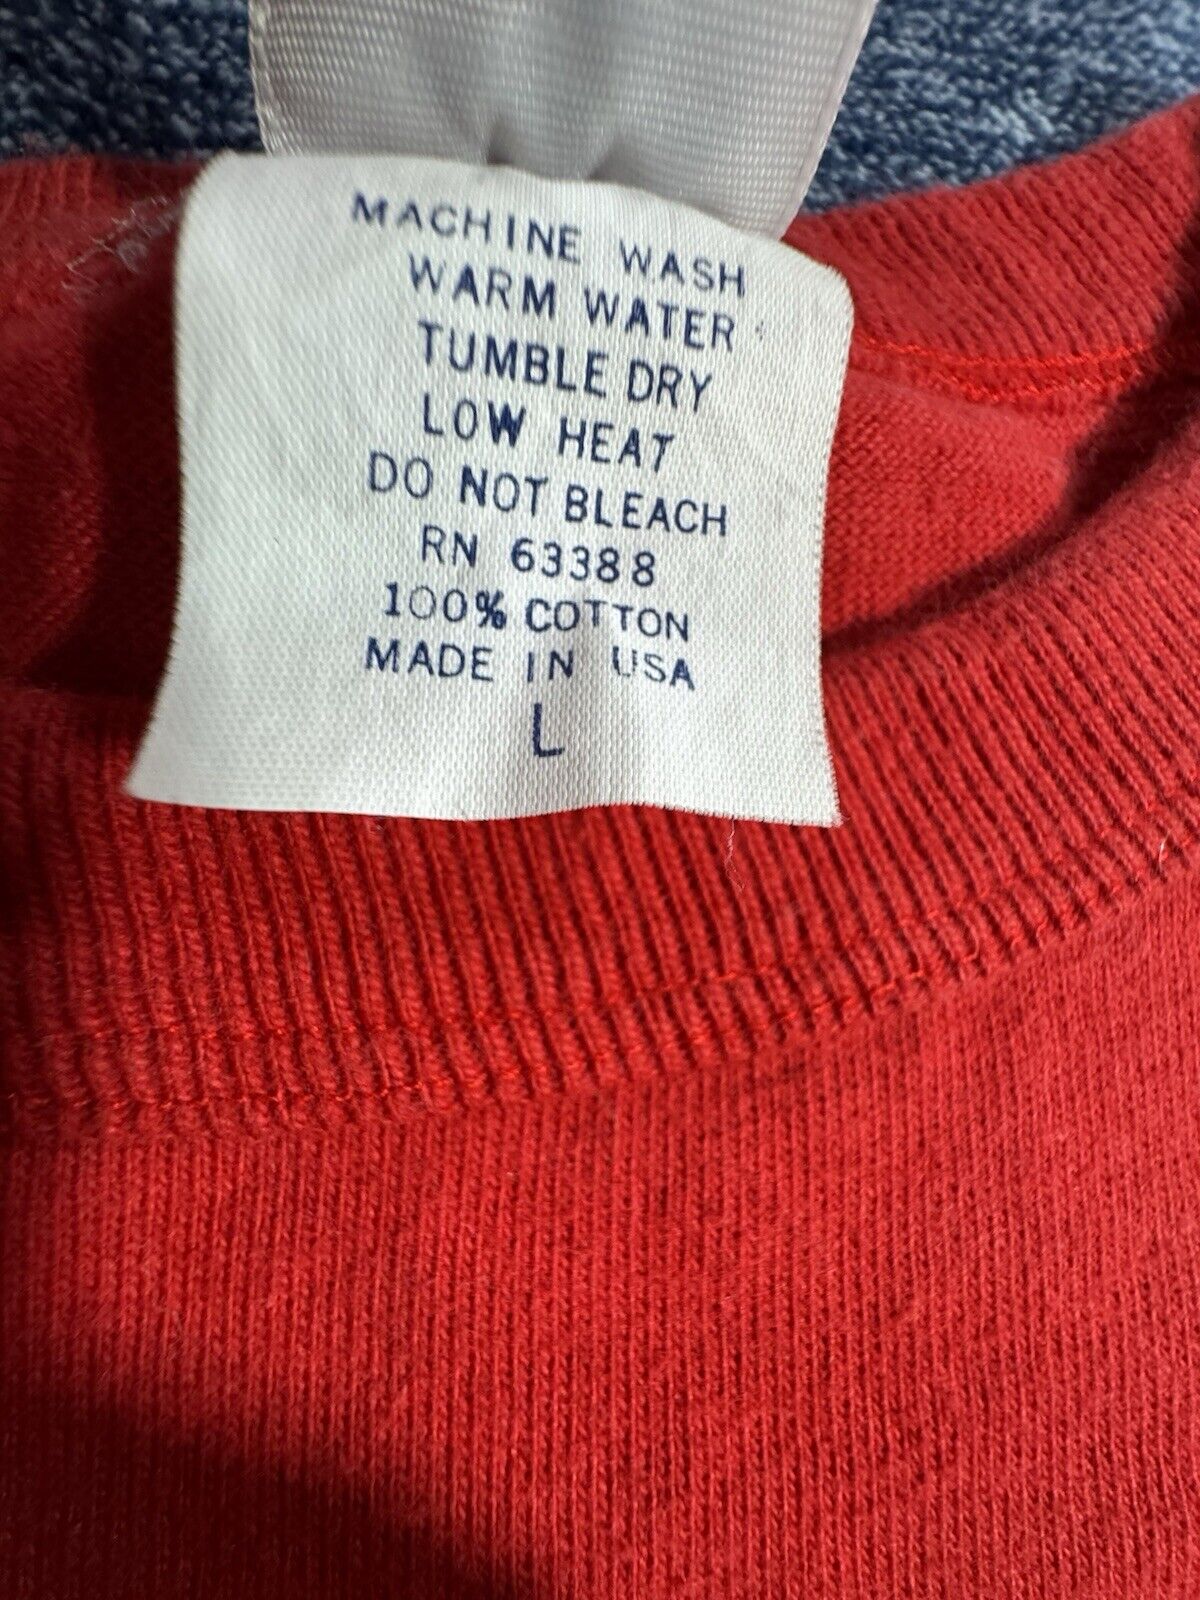 MACHINE WASH
WARM WATER
TUMBLE DRY
LOW HEAT
DO NOT BLEACH
RN 63388
100% COTTON
MADE IN USA
L